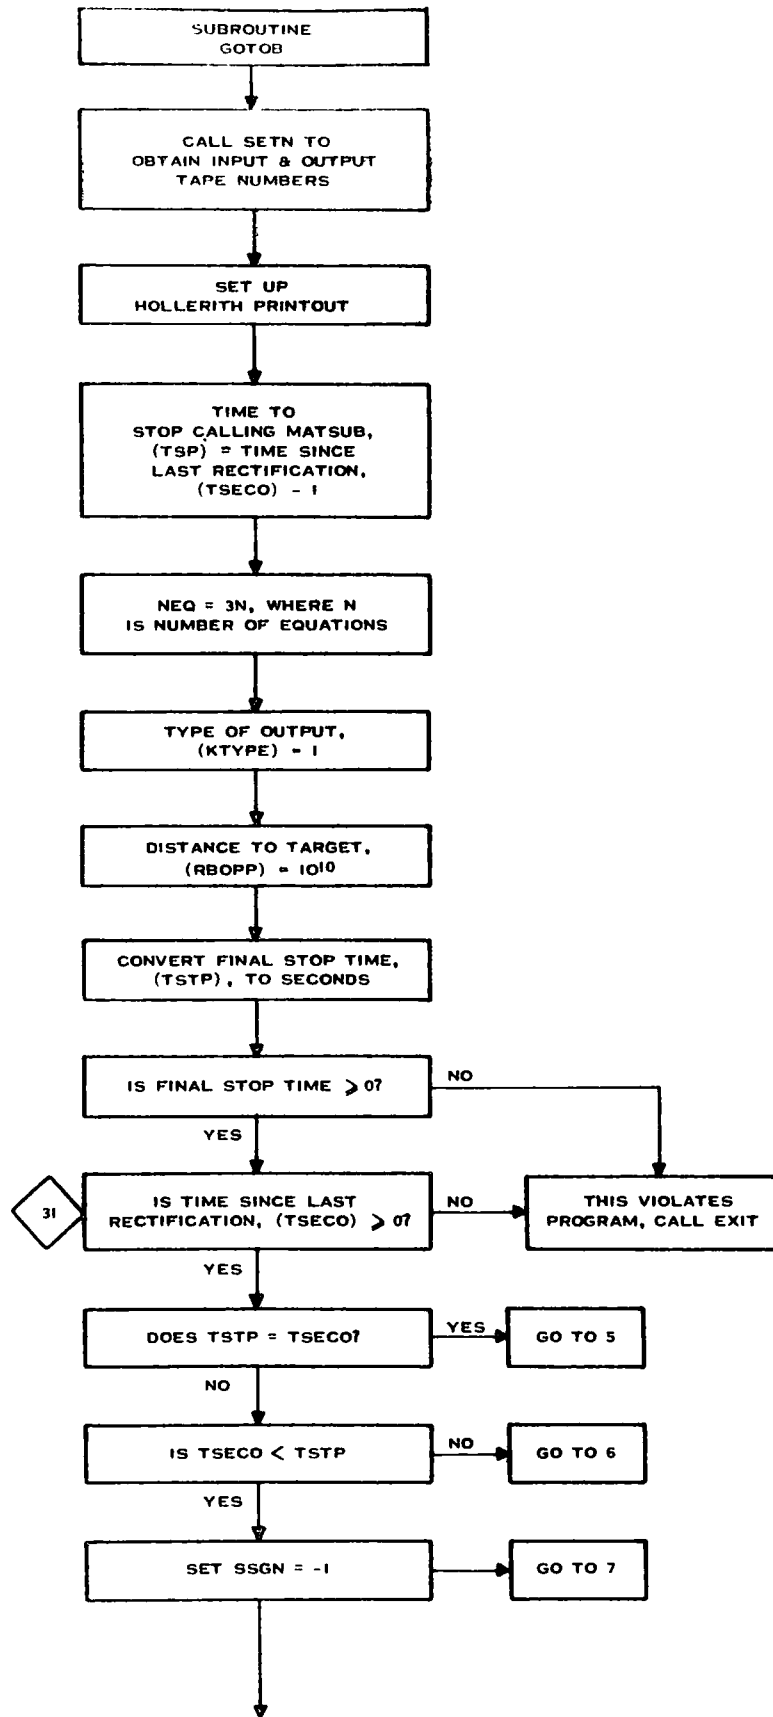 SUBROUTINE
GOTOB
CALL SETN TO
OBTAIN INPUT & OUTPUT
TAPE NUMBERS
SET UP
HOLLERITH PRINTOUT
TIME TO
STOP CALLING MATSUB,
(TSP) = TIME SINCE
LAST RECTIFICATION,
(TSECO) - 1
NEQ = 3N, WHERE N
IS NUMBER OF EQUATIONS
TYPE OF OUTPUT,
(KTYPE) = 1
DISTANCE TO TARGET,
(RBOPP) = 10¹⁰
CONVERT FINAL STOP TIME,
(TSTP), TO SECONDS
IS FINAL STOP TIME ⩾ 0?
NO
YES
31
IS TIME SINCE LAST
RECTIFICATION, (TSECO) ⩾ 0?
NO
THIS VIOLATES
PROGRAM, CALL EXIT
YES
DOES TSTP = TSECO?
YES
GO TO 5
NO
IS TSECO < TSTP
NO
GO TO 6
YES
SET SSGN = -1
GO TO 7